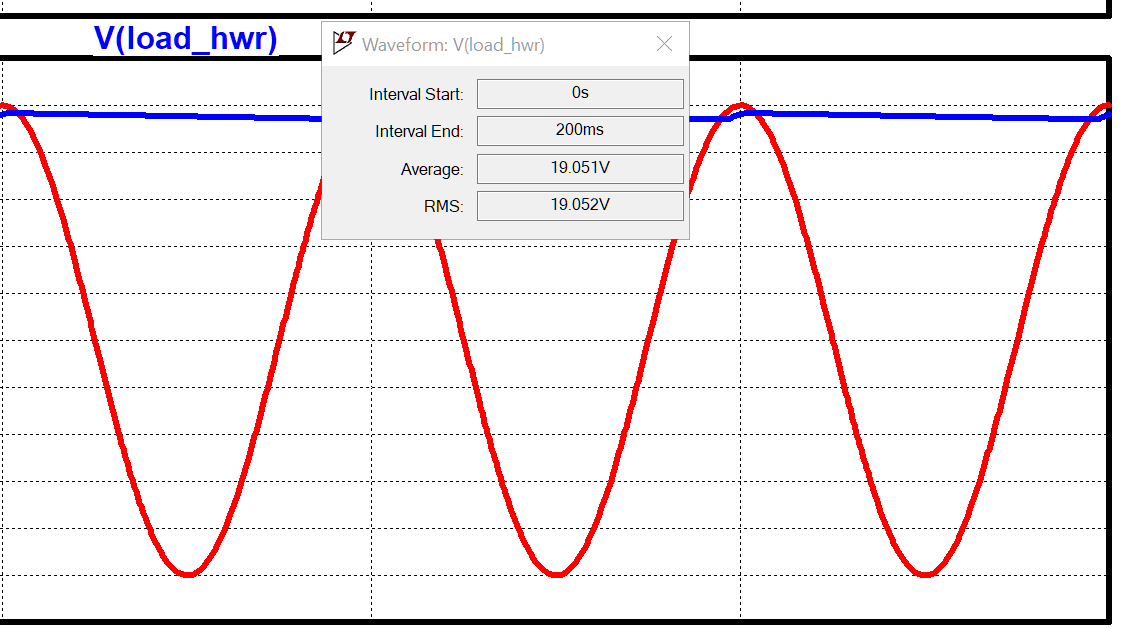 V(load_hwr)
Waveform: V(load_hwr)
Interval Start: 0s
Interval End: 200ms
Average: 19.051V
RMS: 19.052V